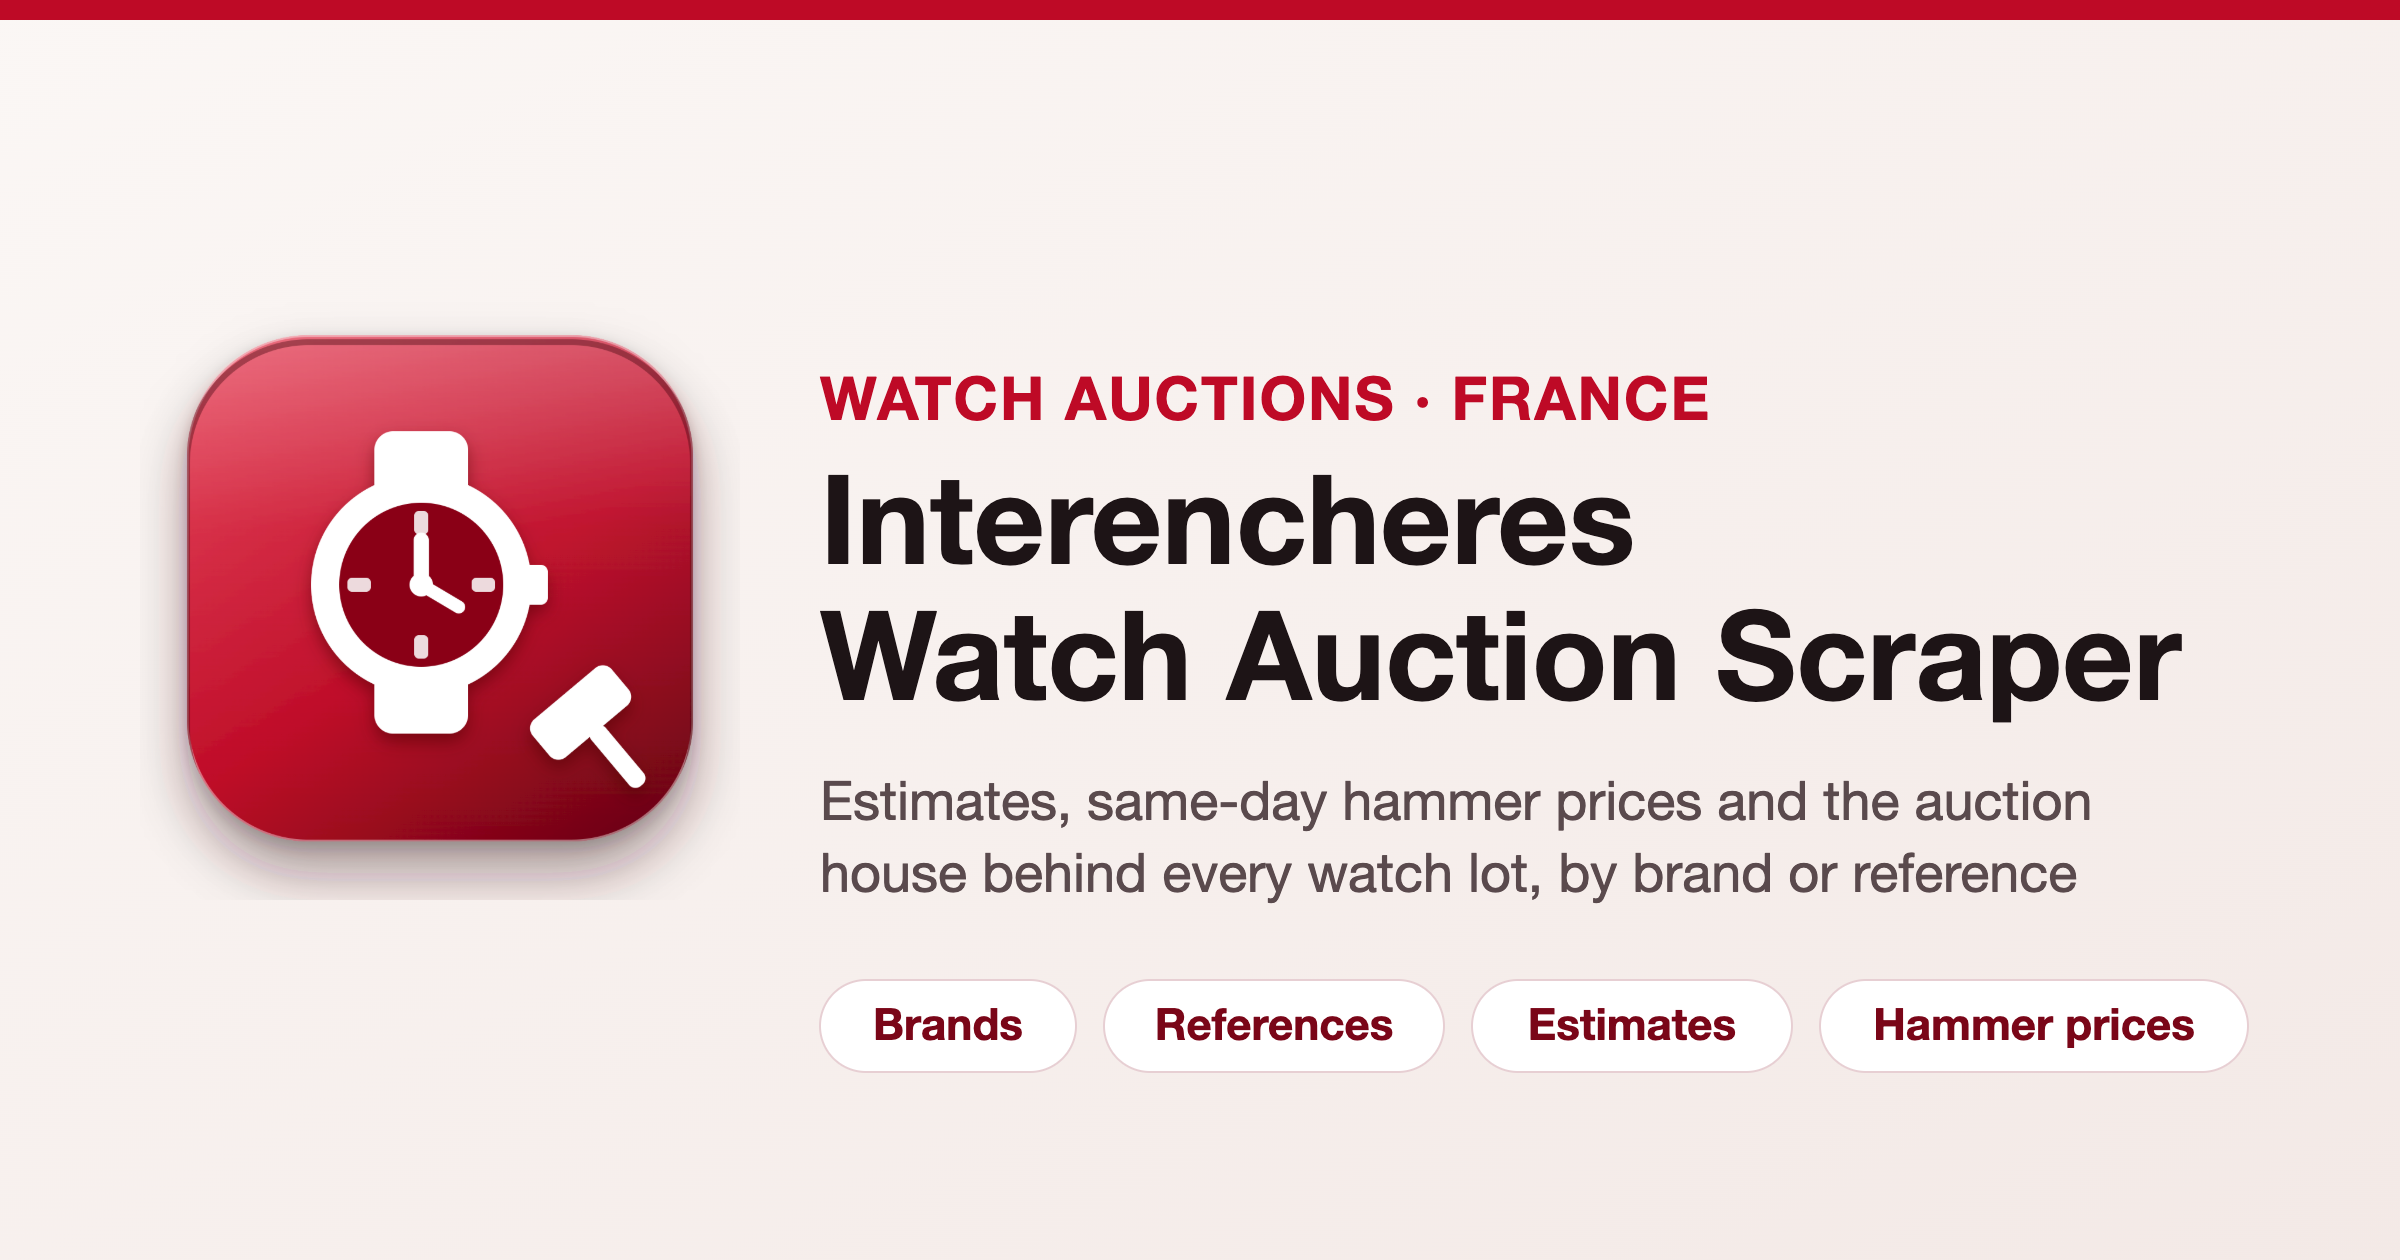 WATCH AUCTIONS · FRANCE
Interencheres
Watch Auction Scraper
Estimates, same-day hammer prices and the auction
house behind every watch lot, by brand or reference
Brands
References
Estimates
Hammer prices